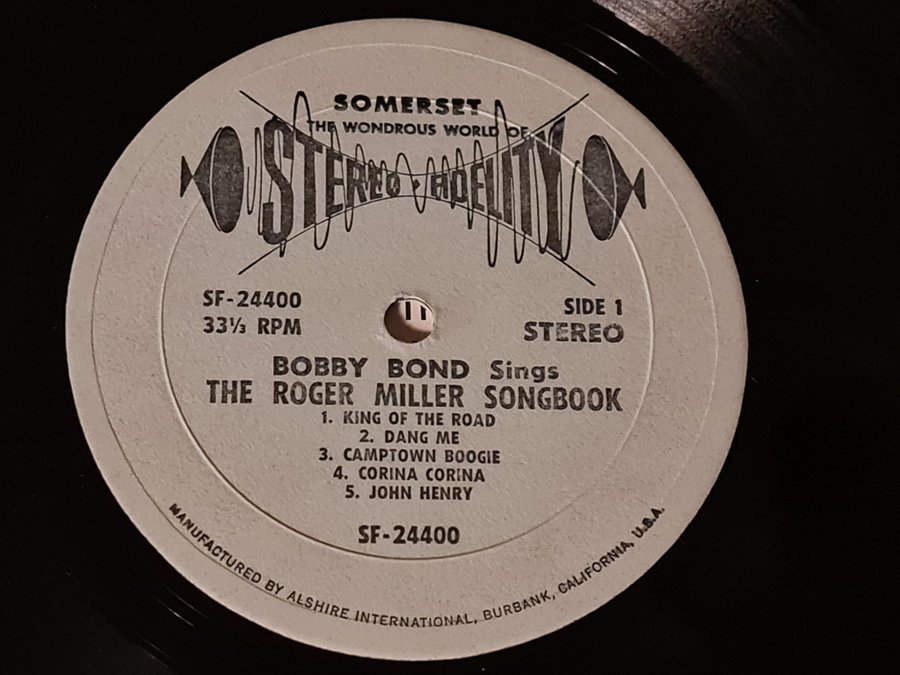 SOMERSET
THE WONDROUS WORLD OF
STEREO · FIDELITY
SF-24400
33⅓ RPM
SIDE 1
STEREO
BOBBY BOND Sings
THE ROGER MILLER SONGBOOK
1. KING OF THE ROAD
2. DANG ME
3. CAMPTOWN BOOGIE
4. CORINA CORINA
5. JOHN HENRY
SF-24400
MANUFACTURED BY ALSHIRE INTERNATIONAL, BURBANK, CALIFORNIA, U.S.A.